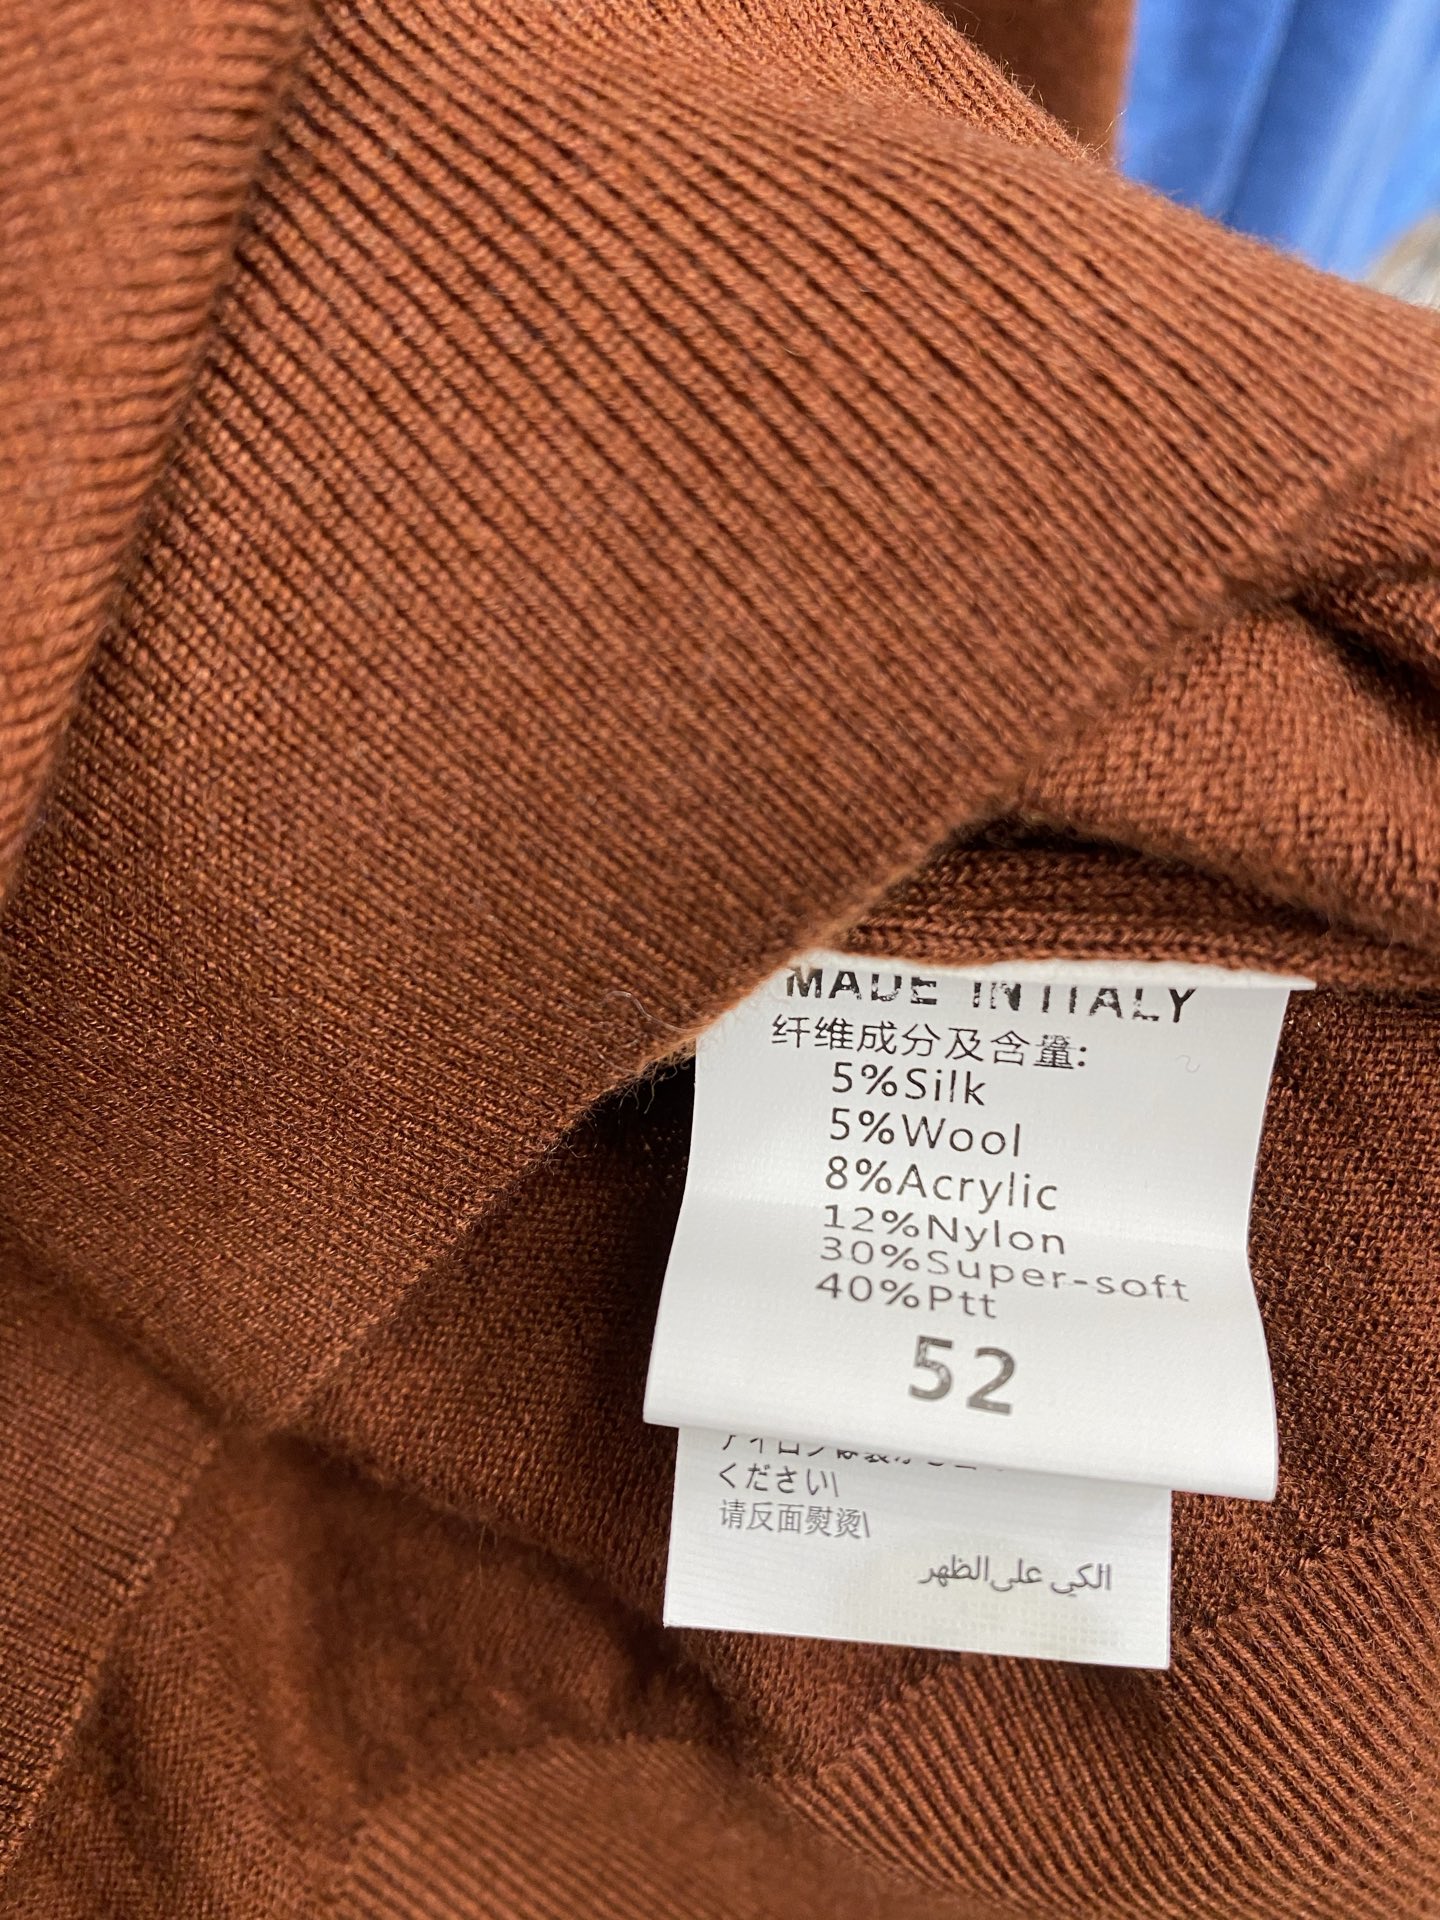 MADE IN ITALY
纤维成分及含量:
5%Silk
5%Wool
8%Acrylic
12%Nylon
30%Super-soft
40%Ptt
52
ください\
请反面熨烫\
الكي على الظهر